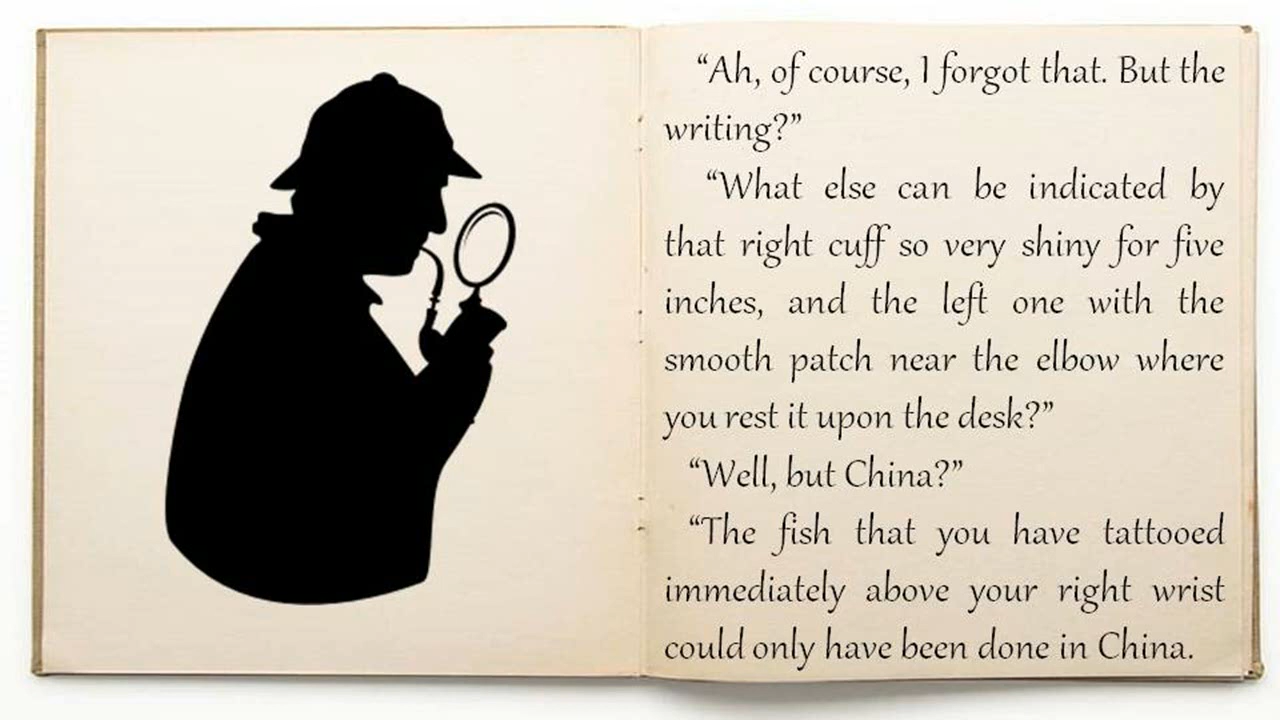 “Ah, of course, I forgot that. But the
writing?”
“What else can be indicated by
that right cuff so very shiny for five
inches, and the left one with the
smooth patch near the elbow where
you rest it upon the desk?”
“Well, but China?”
“The fish that you have tattooed
immediately above your right wrist
could only have been done in China.